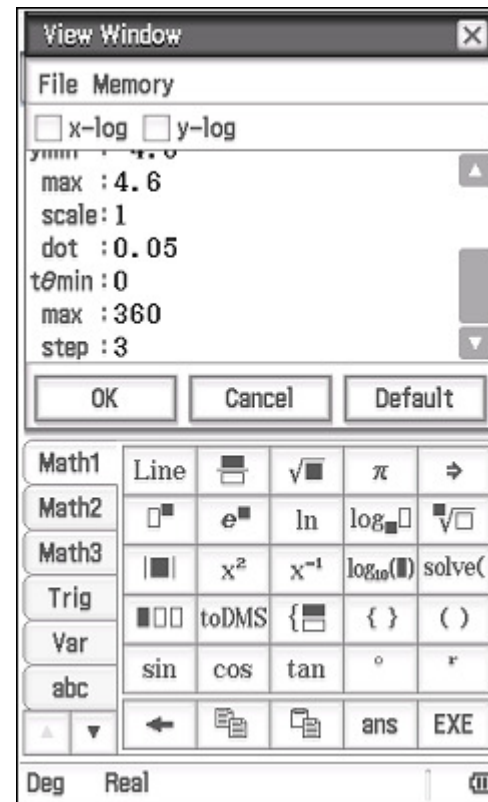 View Window
File Memory
x-log y-log
max :4.6
scale:1
dot :0.05
tθmin :0
max :360
step :3
OK Cancel Default
Math1 Line √ π ⇒
Math2 e ln log √
Math3 x² x⁻¹ log₁₀( ) solve(
Trig toDMS { { } ( )
Var sin cos tan ° r
abc ans EXE
Deg Real